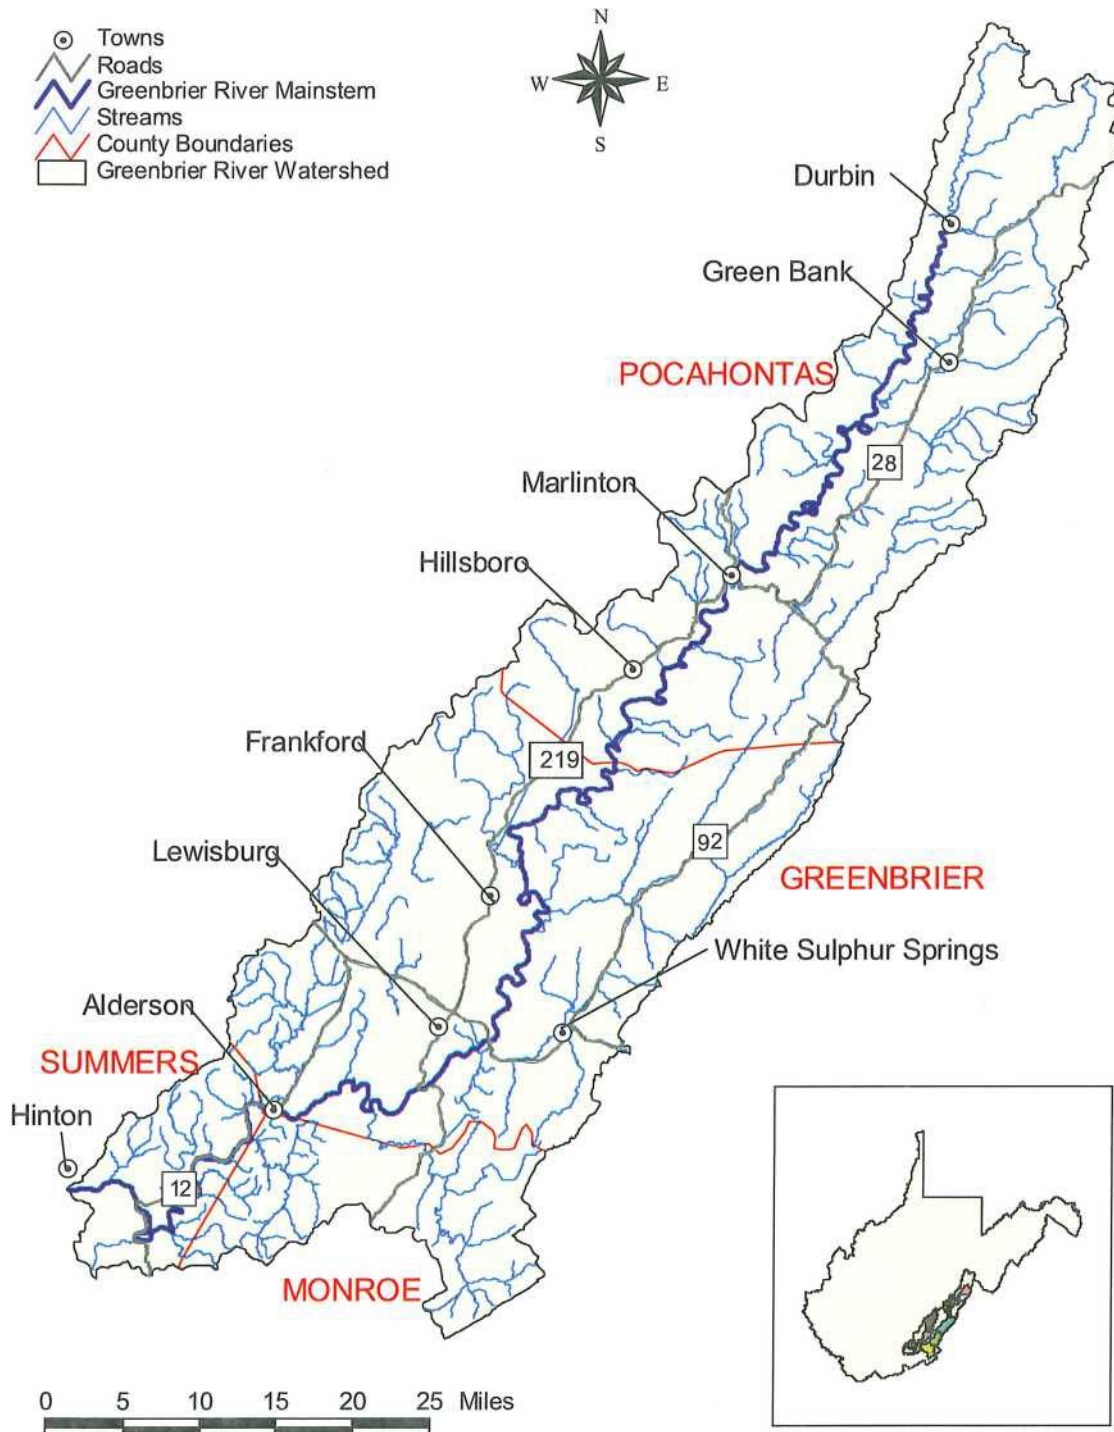 N
W E
S
Towns
Roads
Greenbrier River Mainstem
Streams
County Boundaries
Greenbrier River Watershed
Durbin
Green Bank
POCAHONTAS
28
Marlinton
Hillsboro
Frankford
219
92
Lewisburg
GREENBRIER
White Sulphur Springs
Alderson
SUMMERS
Hinton
12
MONROE
0 5 10 15 20 25 Miles